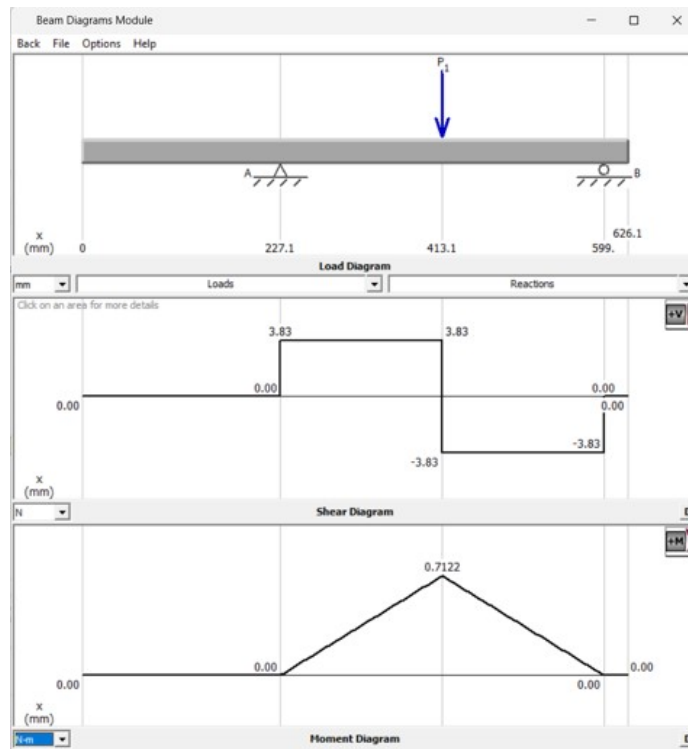 Beam Diagrams Module
Back File Options Help
P1
A
B
x
(mm)
0
227.1
413.1
599.
626.1
Load Diagram
mm
Loads
Reactions
Click on an area for more details
+V
3.83
3.83
0.00
0.00
0.00
0.00
-3.83
-3.83
x
(mm)
N
Shear Diagram
+M
0.7122
0.00
0.00
0.00
0.00
x
(mm)
N-m
Moment Diagram